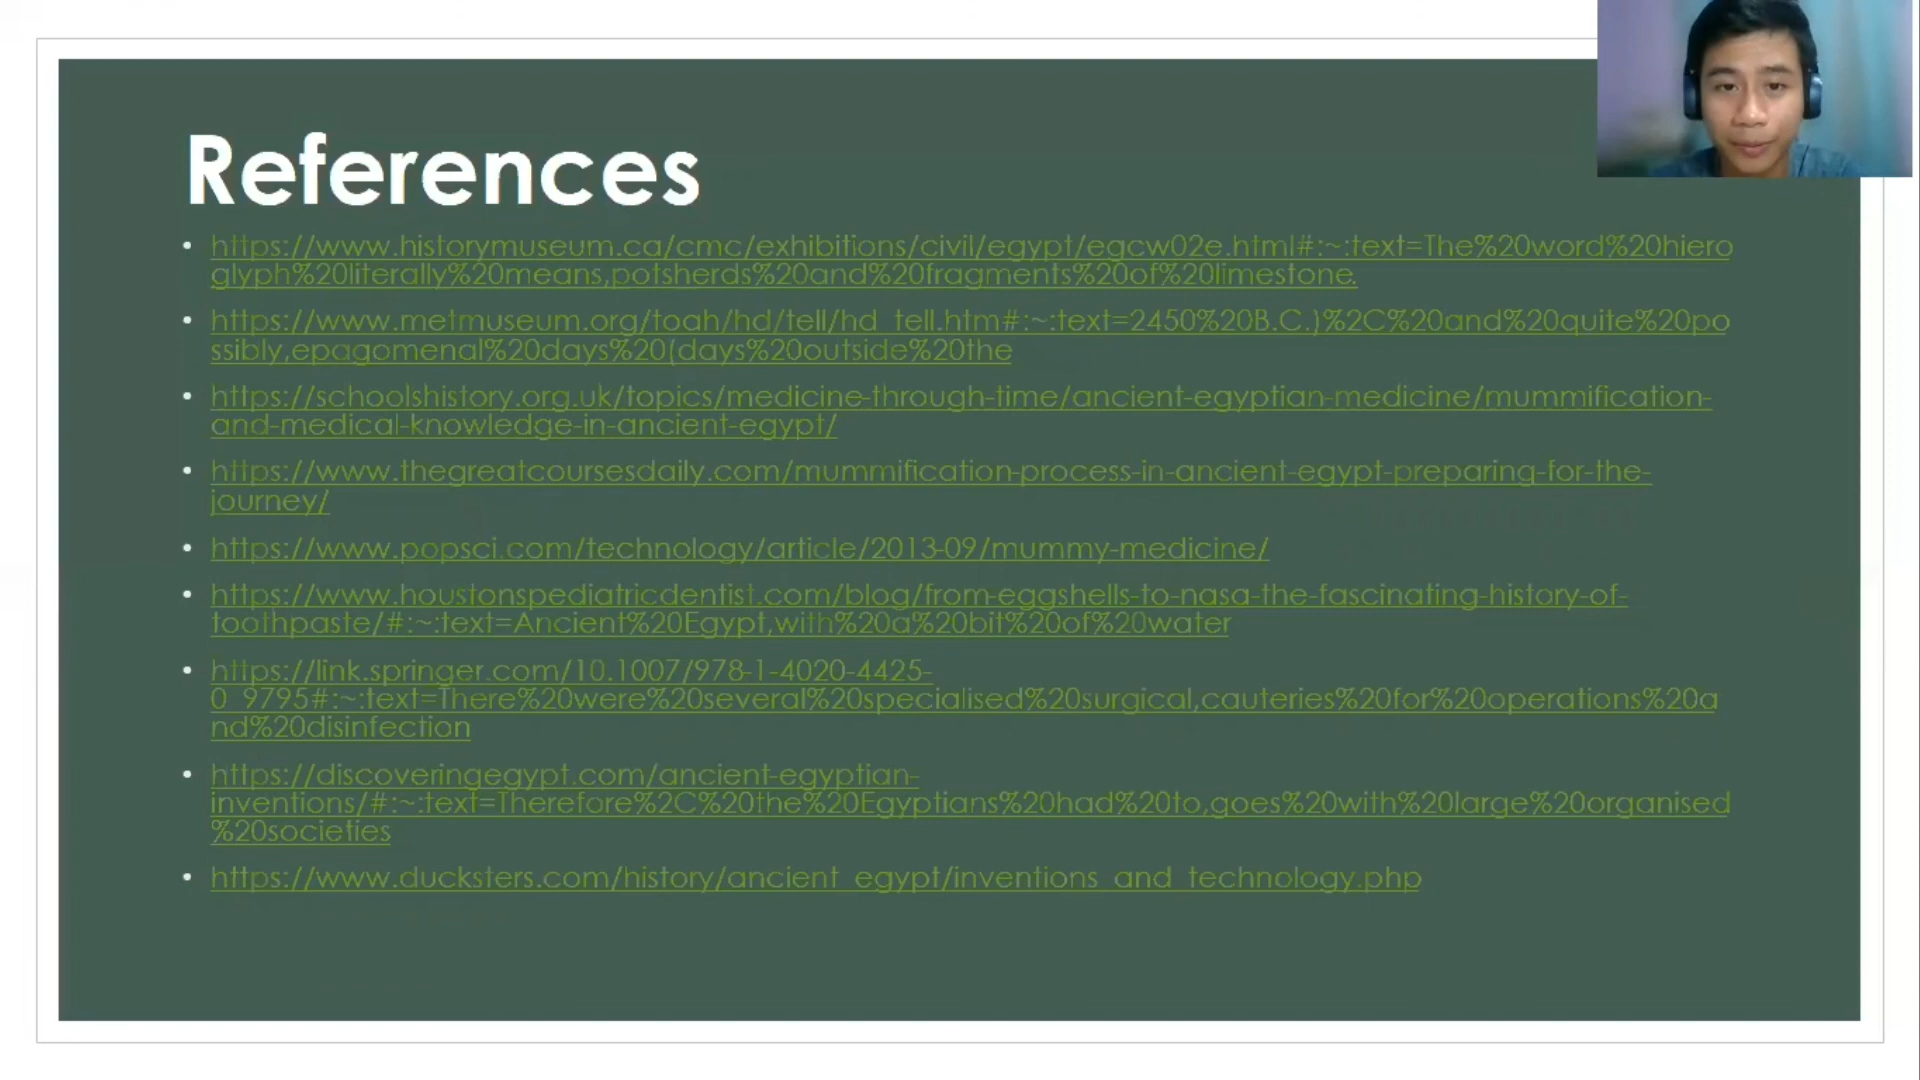 References
• https://www.historymuseum.ca/cmc/exhibitions/civil/egypt/egcw02e.html#:~:text=The%20word%20hiero
glyph%20literally%20means,potsherds%20and%20fragments%20of%20limestone.
• https://www.metmuseum.org/toah/hd/tell/hd_tell.htm#:~:text=2450%20B.C.)%2C%20and%20quite%20po
ssibly,epagomenal%20days%20(days%20outside%20the
• https://schoolshistory.org.uk/topics/medicine-through-time/ancient-egyptian-medicine/mummification-
and-medical-knowledge-in-ancient-egypt/
• https://www.thegreatcoursesdaily.com/mummification-process-in-ancient-egypt-preparing-for-the-
journey/
• https://www.popsci.com/technology/article/2013-09/mummy-medicine/
• https://www.houstonspediatricdentist.com/blog/from-eggshells-to-nasa-the-fascinating-history-of-
toothpaste/#:~:text=Ancient%20Egypt,with%20a%20bit%20of%20water
• https://link.springer.com/10.1007/978-1-4020-4425-
0_9795#:~:text=There%20were%20several%20specialised%20surgical,cauteries%20for%20operations%20a
nd%20disinfection
• https://discoveringegypt.com/ancient-egyptian-
inventions/#:~:text=Therefore%2C%20the%20Egyptians%20had%20to,goes%20with%20large%20organised
%20societies
• https://www.ducksters.com/history/ancient_egypt/inventions_and_technology.php